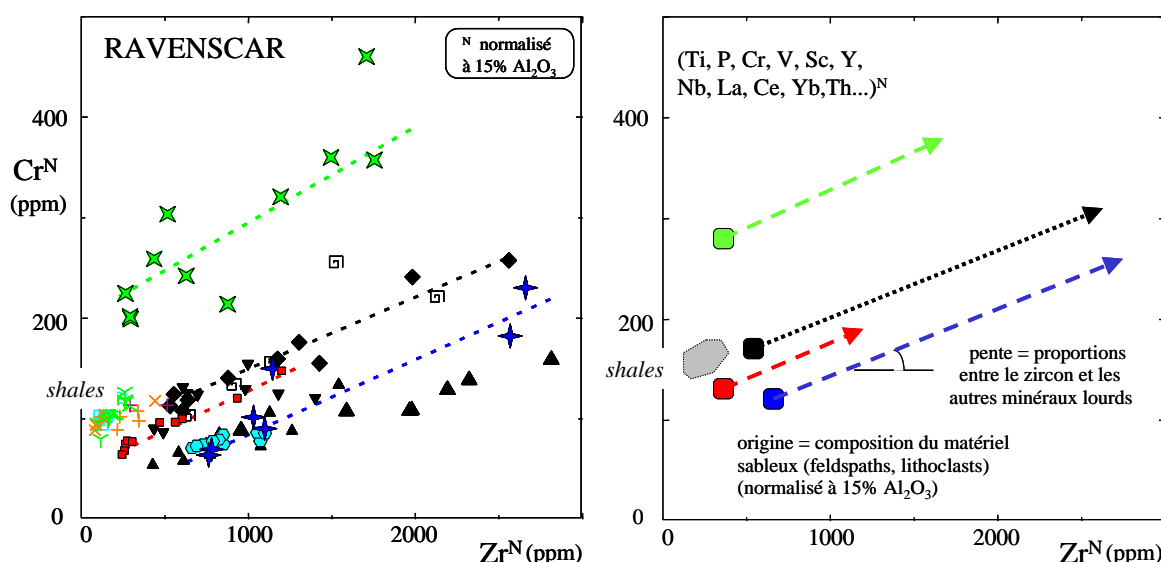 RAVENSCAR
N normalisé
à 15% Al2O3
400
CrN
(ppm)
200
shales
0
0
1000
2000
ZrN (ppm)
(Ti, P, Cr, V, Sc, Y,
Nb, La, Ce, Yb,Th...)N
400
200
shales
0
0
1000
2000
ZrN (ppm)
pente = proportions
entre le zircon et les
autres minéraux lourds
origine = composition du matériel
sableux (feldspaths, lithoclasts)
(normalisé à 15% Al2O3)